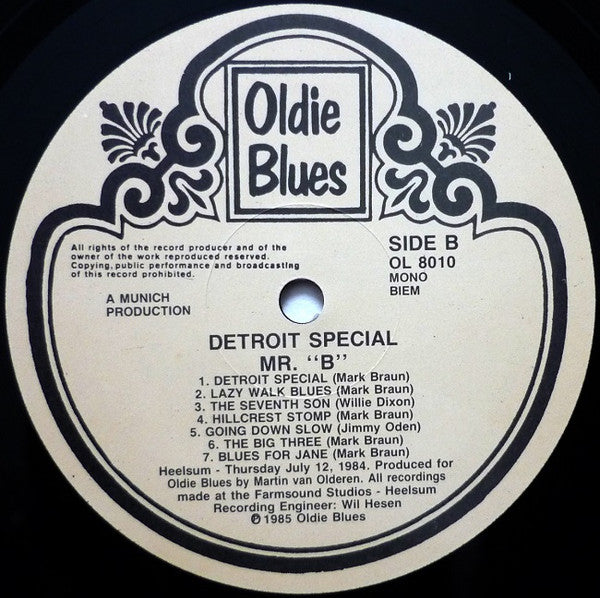 Oldie
Blues
All rights of the record producer and of the
owner of the work reproduced reserved.
Copying, public performance and broadcasting
of this record prohibited.
SIDE B
OL 8010
MONO
BIEM
A MUNICH
PRODUCTION
DETROIT SPECIAL
MR. "B"
1. DETROIT SPECIAL (Mark Braun)
2. LAZY WALK BLUES (Mark Braun)
3. THE SEVENTH SON (Willie Dixon)
4. HILLCREST STOMP (Mark Braun)
5. GOING DOWN SLOW (Jimmy Oden)
6. THE BIG THREE (Mark Braun)
7. BLUES FOR JANE (Mark Braun)
Heelsum - Thursday July 12, 1984. Produced for
Oldie Blues by Martin van Olderen. All recordings
made at the Farmsound Studios - Heelsum
Recording Engineer: Wil Hesen
℗ 1985 Oldie Blues